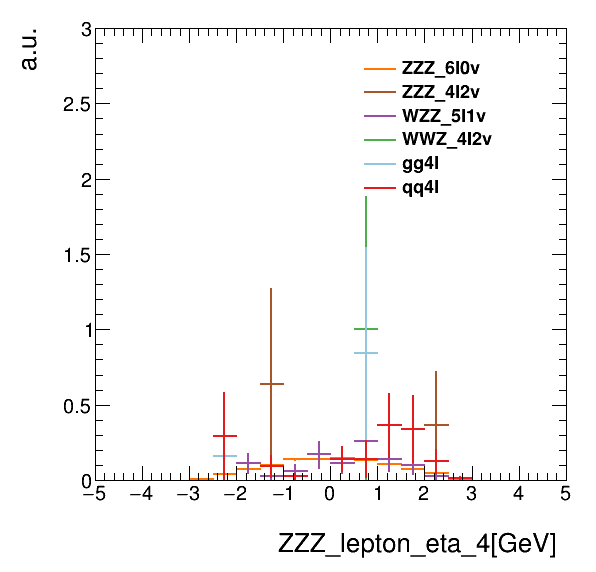 a.u.
3
2.5
2
1.5
1
0.5
0
ZZZ_6l0v
ZZZ_4l2v
WZZ_5l1v
WWZ_4l2v
gg4l
qq4l
−5 −4 −3 −2 −1 0 1 2 3 4 5
ZZZ_lepton_eta_4[GeV]